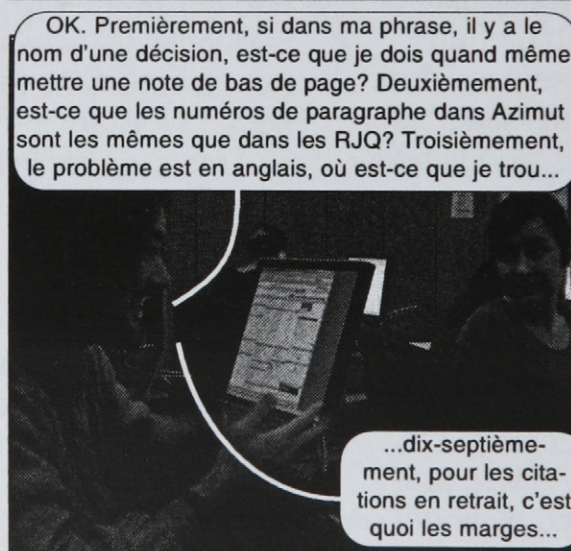 OK. Premièrement, si dans ma phrase, il y a le
nom d'une décision, est-ce que je dois quand même
mettre une note de bas de page? Deuxièmement,
est-ce que les numéros de paragraphe dans Azimut
sont les mêmes que dans les RJQ? Troisièmement,
le problème est en anglais, où est-ce que je trou...
...dix-septième-
ment, pour les cita-
tions en retrait, c'est
quoi les marges...